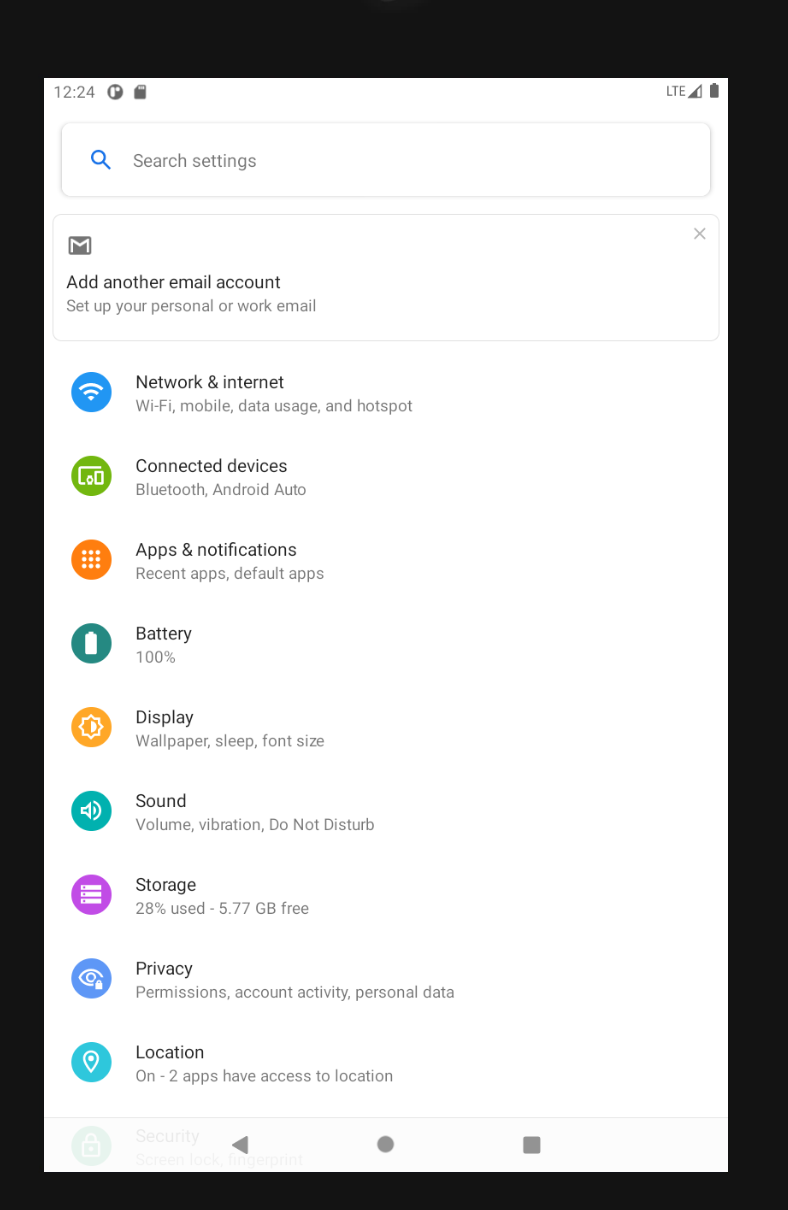 12:24 LTE
Search settings
Add another email account
Set up your personal or work email
Network & internet
Wi-Fi, mobile, data usage, and hotspot
Connected devices
Bluetooth, Android Auto
Apps & notifications
Recent apps, default apps
Battery
100%
Display
Wallpaper, sleep, font size
Sound
Volume, vibration, Do Not Disturb
Storage
28% used - 5.77 GB free
Privacy
Permissions, account activity, personal data
Location
On - 2 apps have access to location
Security
Screen lock, fingerprint